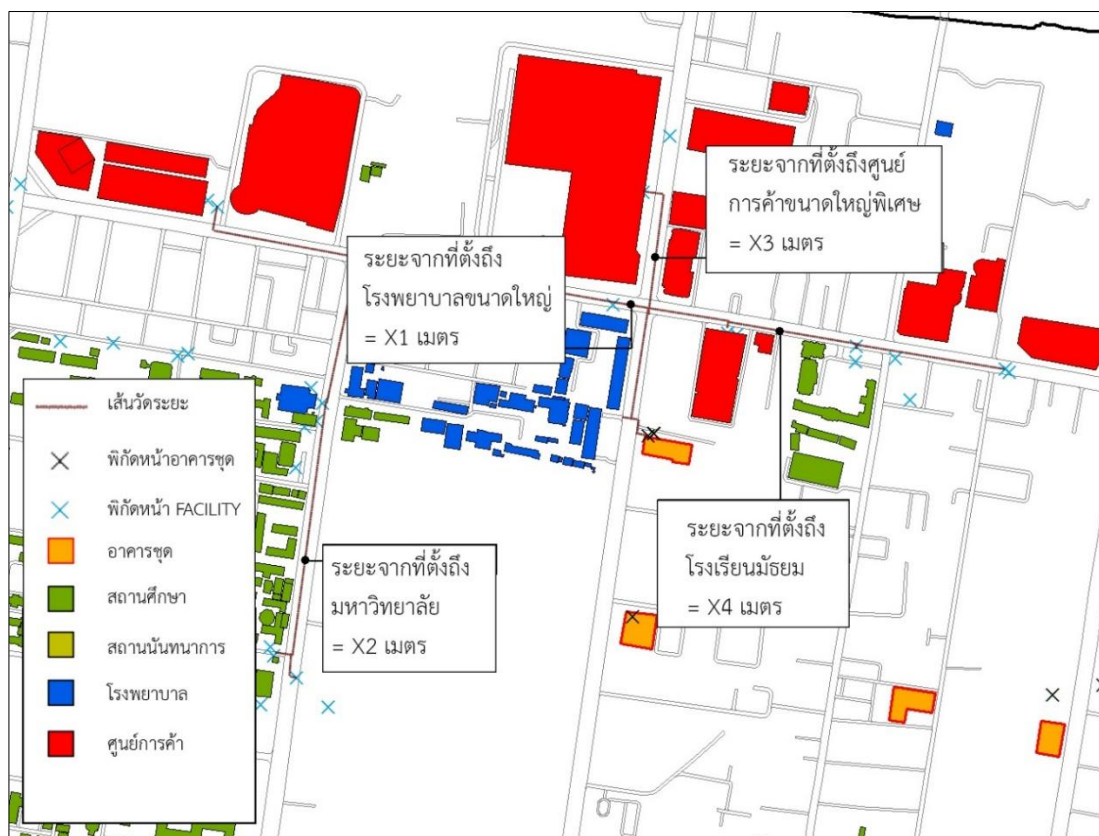 ระยะจากที่ตั้งถึงศูนย์
การค้าขนาดใหญ่พิเศษ
= X3 เมตร
ระยะจากที่ตั้งถึง
โรงพยาบาลขนาดใหญ่
= X1 เมตร
เส้นวัดระยะ
พิกัดหน้าอาคารชุด
พิกัดหน้า FACILITY
อาคารชุด
สถานศึกษา
สถานนันทนาการ
โรงพยาบาล
ศูนย์การค้า
ระยะจากที่ตั้งถึง
มหาวิทยาลัย
= X2 เมตร
ระยะจากที่ตั้งถึง
โรงเรียนมัธยม
= X4 เมตร